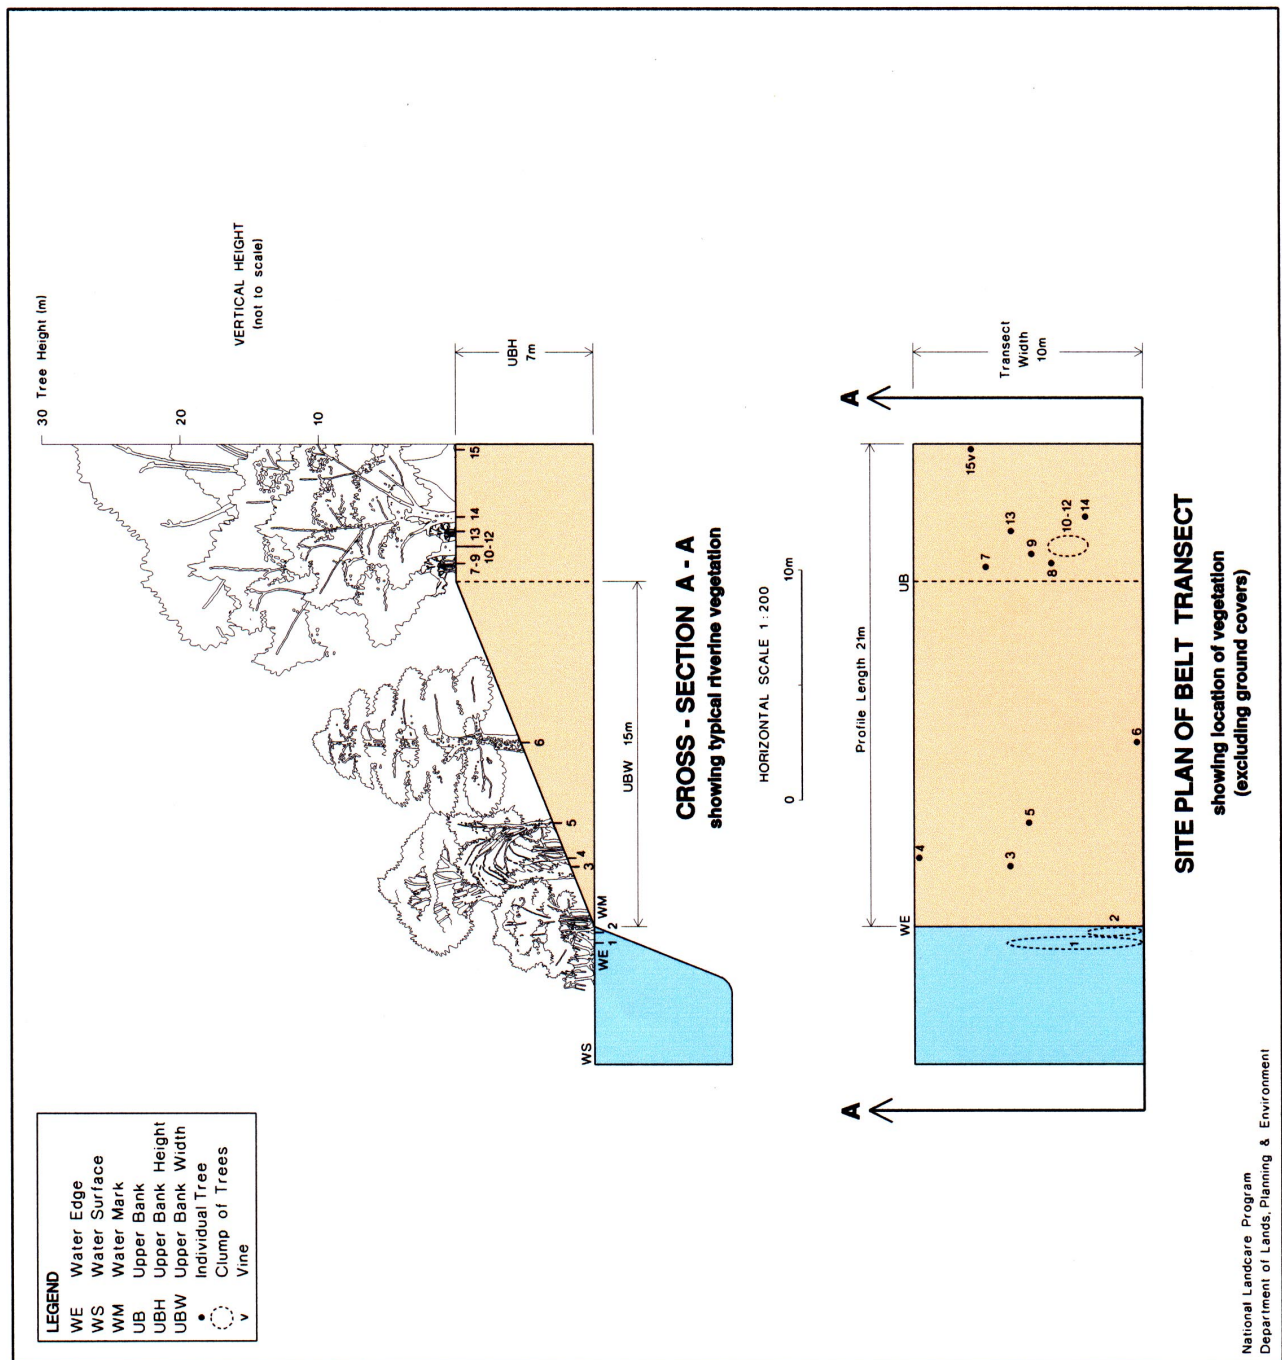 LEGEND
WE Water Edge
WS Water Surface
WM Water Mark
UB Upper Bank
UBH Upper Bank Height
UBW Upper Bank Width
• Individual Tree
Clump of Trees
v Vine
30 Tree Height (m)
20
10
VERTICAL HEIGHT
(not to scale)
UBH
7m
WS
WE
1
2
WM
3
4
5
6
7-9
10-12
13
14
15
UBW 15m
CROSS - SECTION A - A
showing typical riverine vegetation
HORIZONTAL SCALE 1 : 200
0
10m
A
A
Profile Length 21m
Transect
Width
10m
WE
UB
1
2
3
4
5
6
7
8
9
10-12
13
14
15v
SITE PLAN OF BELT TRANSECT
showing location of vegetation
(excluding ground covers)
National Landcare Program
Department of Lands, Planning & Environment